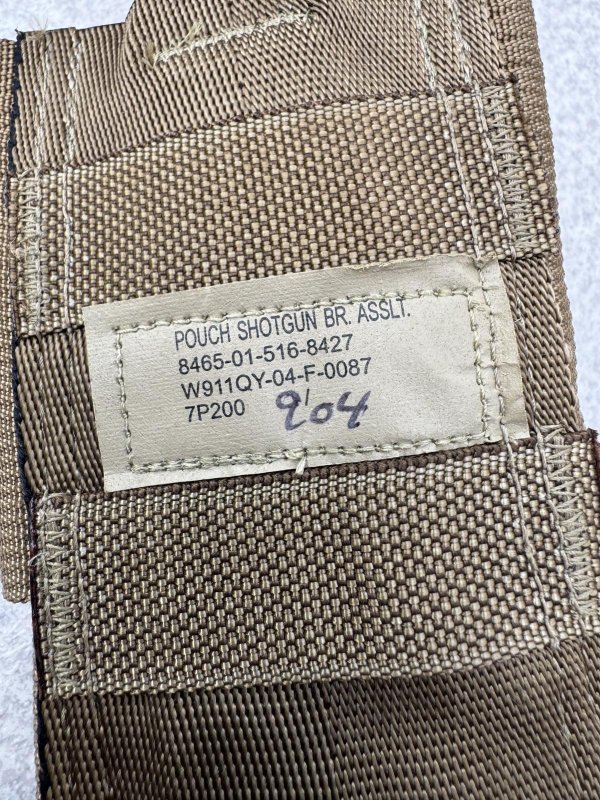 POUCH SHOTGUN BR. ASSLT.
8465-01-516-8427
W911QY-04-F-0087
7P200 9'04